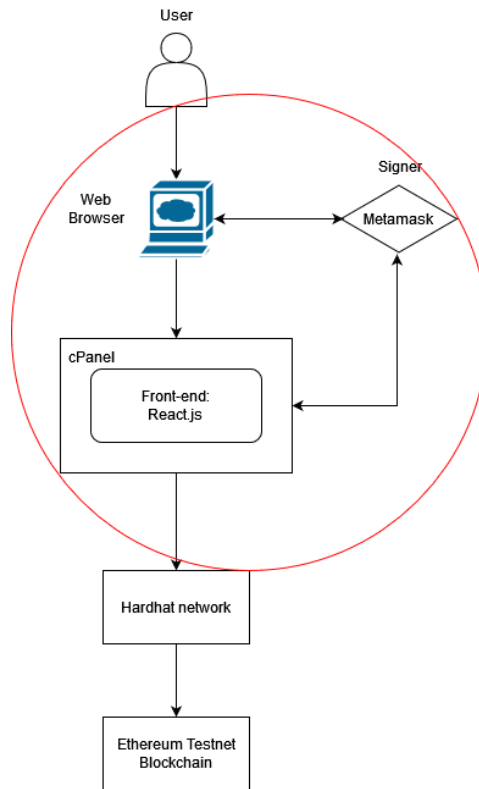 User
Signer
Web
Browser
Metamask
cPanel
Front-end:
React.js
Hardhat network
Ethereum Testnet
Blockchain